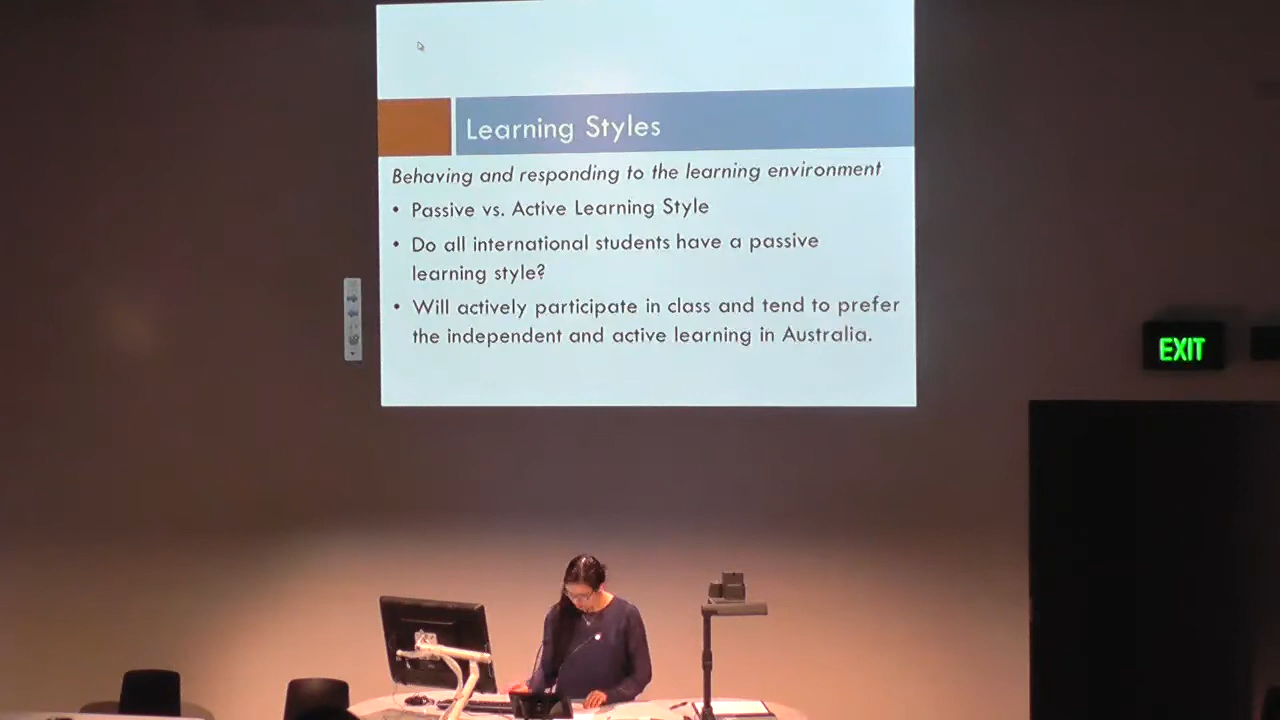 Learning Styles
Behaving and responding to the learning environment
• Passive vs. Active Learning Style
• Do all international students have a passive
learning style?
• Will actively participate in class and tend to prefer
the independent and active learning in Australia.
EXIT